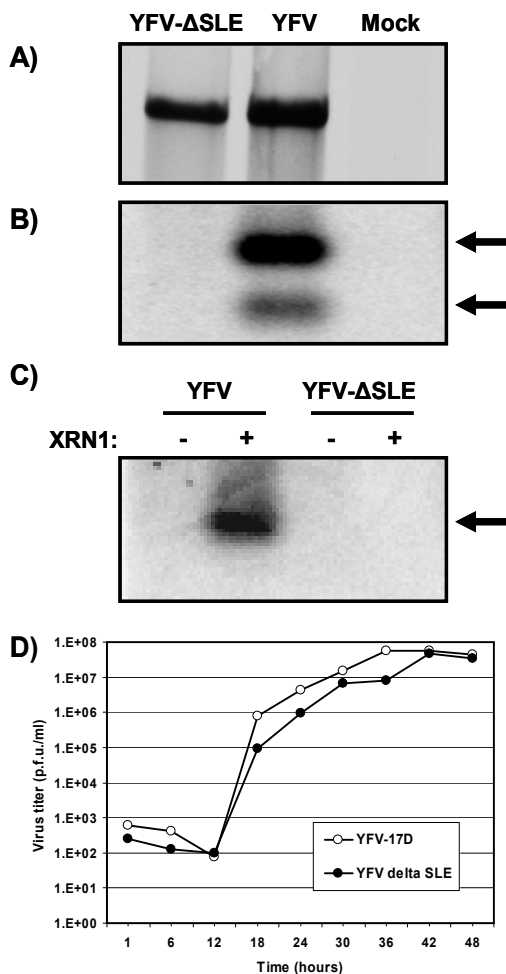 YFV-ΔSLE YFV Mock
A)
B)
C)
YFV YFV-ΔSLE
XRN1: - + - +
D)
1.E+08
1.E+07
1.E+06
1.E+05
1.E+04
1.E+03
1.E+02
1.E+01
1.E+00
Virus titer (p.f.u./ml)
YFV-17D
YFV delta SLE
1 6 12 18 24 30 36 42 48
Time (hours)